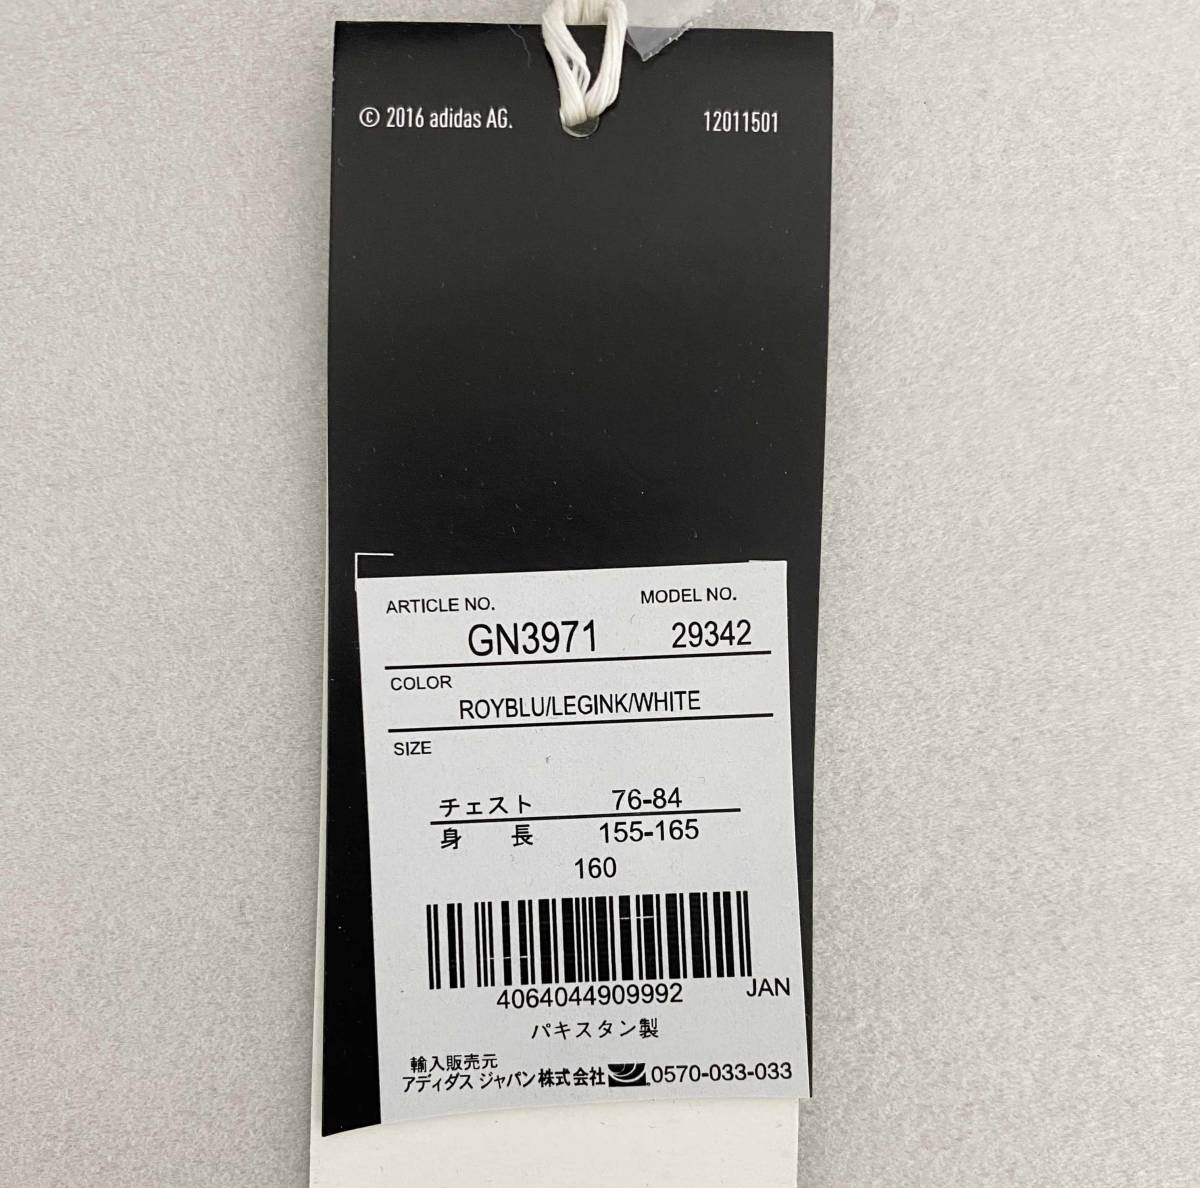 © 2016 adidas AG. 12011501
ARTICLE NO. MODEL NO.
GN3971 29342
COLOR
ROYBLU/LEGINK/WHITE
SIZE
チェスト 76-84
身 長 155-165
160
4064044909992 JAN
パキスタン製
輸入販売元
アディダス ジャパン株式会社 0570-033-033